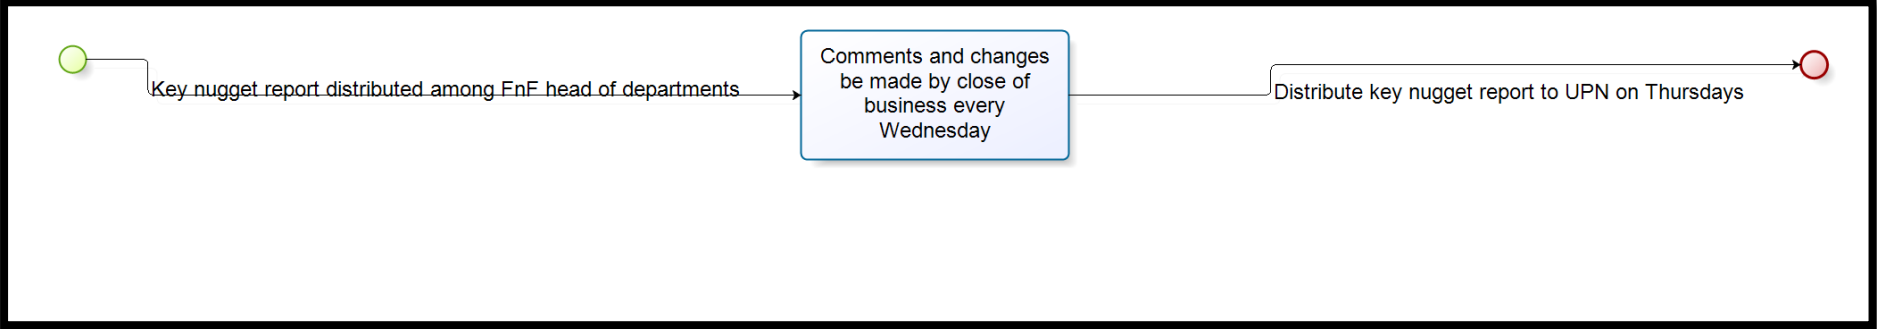 Key nugget report distributed among FnF head of departments
Comments and changes
be made by close of
business every
Wednesday
Distribute key nugget report to UPN on Thursdays